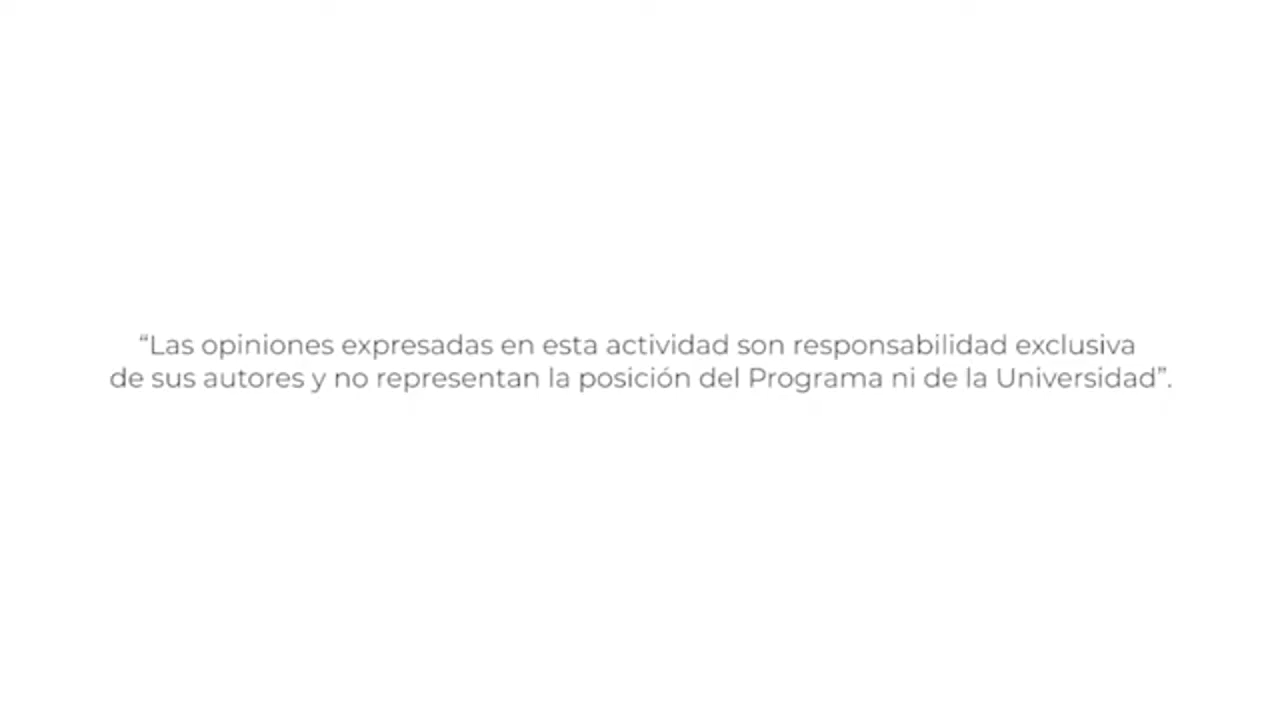 “Las opiniones expresadas en esta actividad son responsabilidad exclusiva
de sus autores y no representan la posición del Programa ni de la Universidad”.